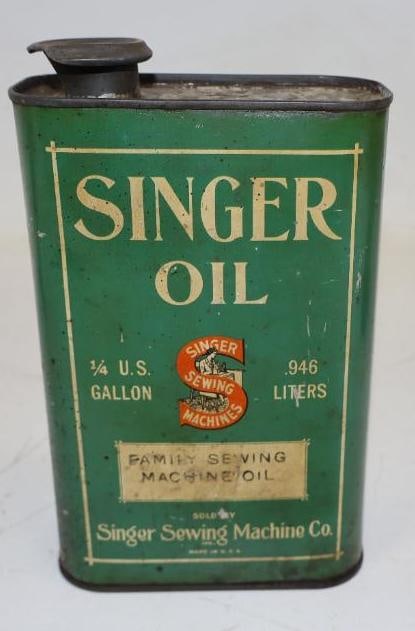 SINGER
OIL
SINGER
SEWING
MACHINES
¼ U.S. .946
GALLON LITERS
FAMILY SEWING
MACHINE OIL
SOLD BY
Singer Sewing Machine Co.
MADE IN U.S.A.